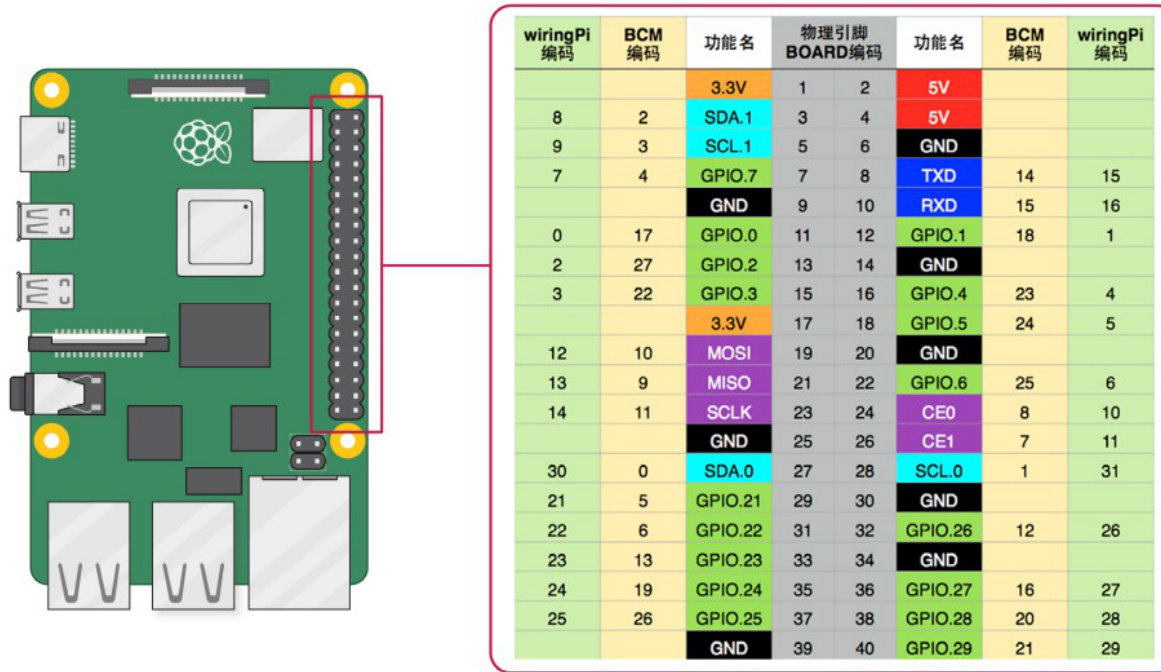 wiringPi 编码 BCM 编码 功能名 物理引脚 BOARD编码 功能名 BCM 编码 wiringPi 编码
3.3V 1 2 5V
8 2 SDA.1 3 4 5V
9 3 SCL.1 5 6 GND
7 4 GPIO.7 7 8 TXD 14 15
GND 9 10 RXD 15 16
0 17 GPIO.0 11 12 GPIO.1 18 1
2 27 GPIO.2 13 14 GND
3 22 GPIO.3 15 16 GPIO.4 23 4
3.3V 17 18 GPIO.5 24 5
12 10 MOSI 19 20 GND
13 9 MISO 21 22 GPIO.6 25 6
14 11 SCLK 23 24 CE0 8 10
GND 25 26 CE1 7 11
30 0 SDA.0 27 28 SCL.0 1 31
21 5 GPIO.21 29 30 GND
22 6 GPIO.22 31 32 GPIO.26 12 26
23 13 GPIO.23 33 34 GND
24 19 GPIO.24 35 36 GPIO.27 16 27
25 26 GPIO.25 37 38 GPIO.28 20 28
GND 39 40 GPIO.29 21 29